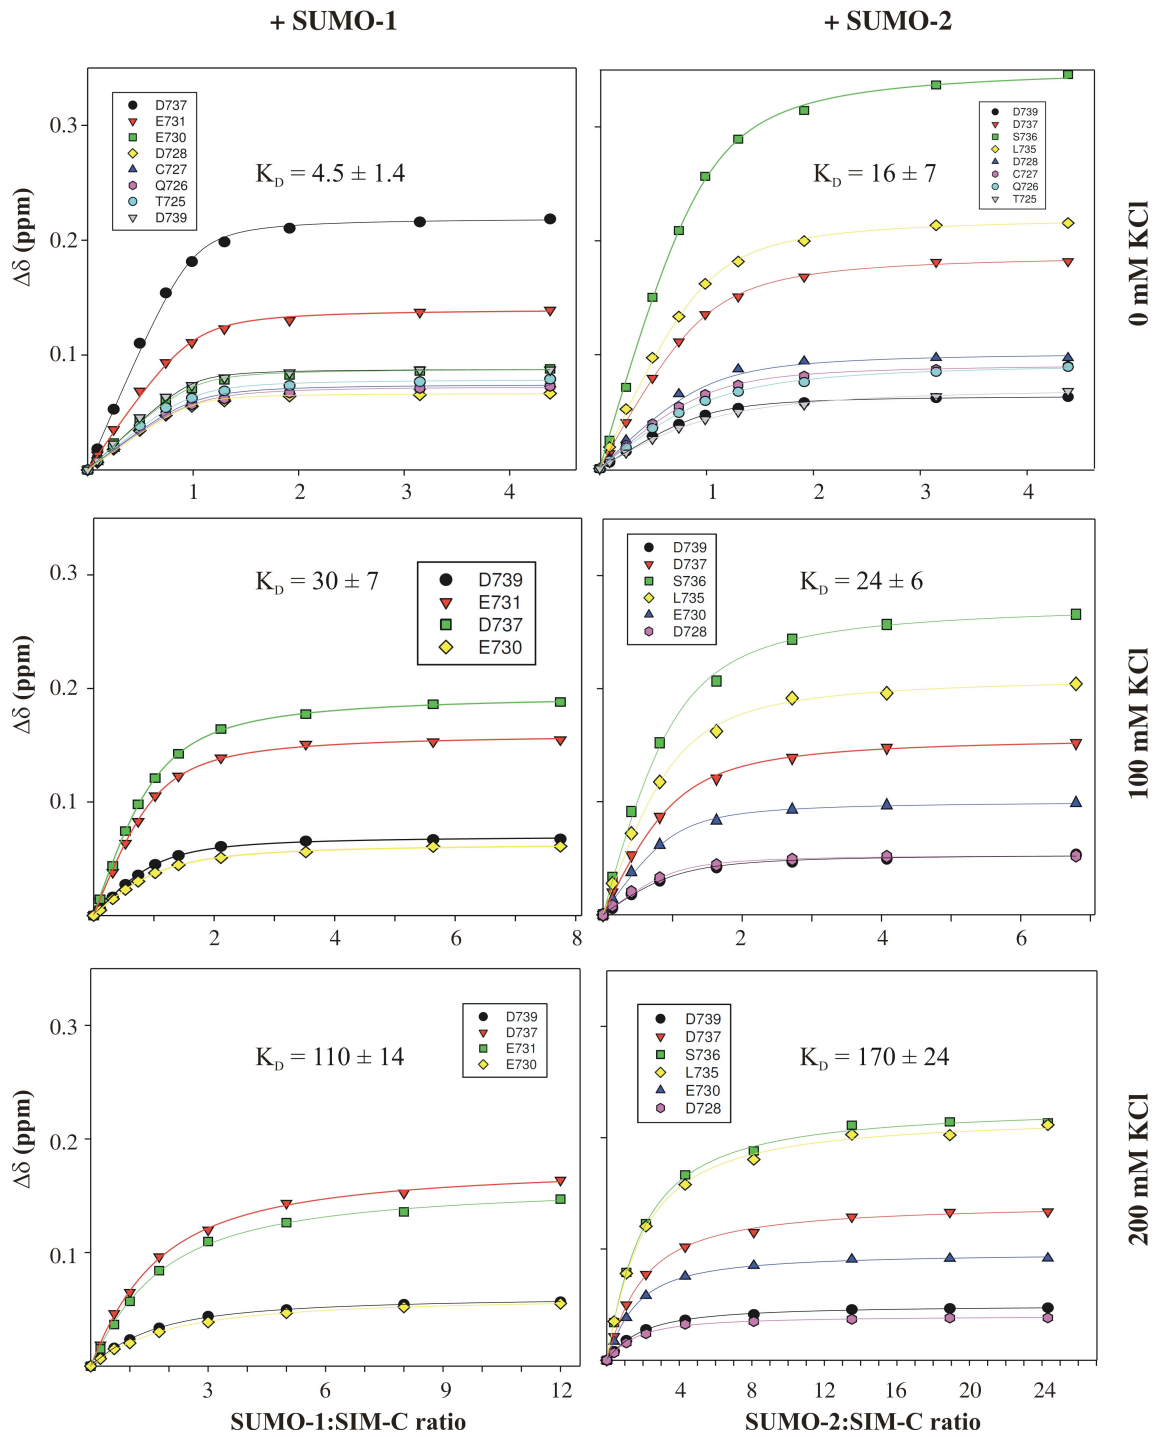 + SUMO-1
+ SUMO-2
0.3
0.2
0.1
Δδ (ppm)
D737
E731
E730
D728
C727
Q726
T725
D739
K_D = 4.5 ± 1.4
1 2 3 4
D739
D737
S736
L735
D728
C727
Q726
T725
K_D = 16 ± 7
1 2 3 4
0 mM KCl
0.3
0.2
0.1
Δδ (ppm)
K_D = 30 ± 7
D739
E731
D737
E730
2 4 6 8
D739
D737
S736
L735
E730
D728
K_D = 24 ± 6
2 4 6
100 mM KCl
0.3
0.2
0.1
Δδ (ppm)
K_D = 110 ± 14
D739
D737
E731
E730
3 6 9 12
SUMO-1:SIM-C ratio
D739
D737
S736
L735
E730
D728
K_D = 170 ± 24
4 8 12 16 20 24
SUMO-2:SIM-C ratio
200 mM KCl